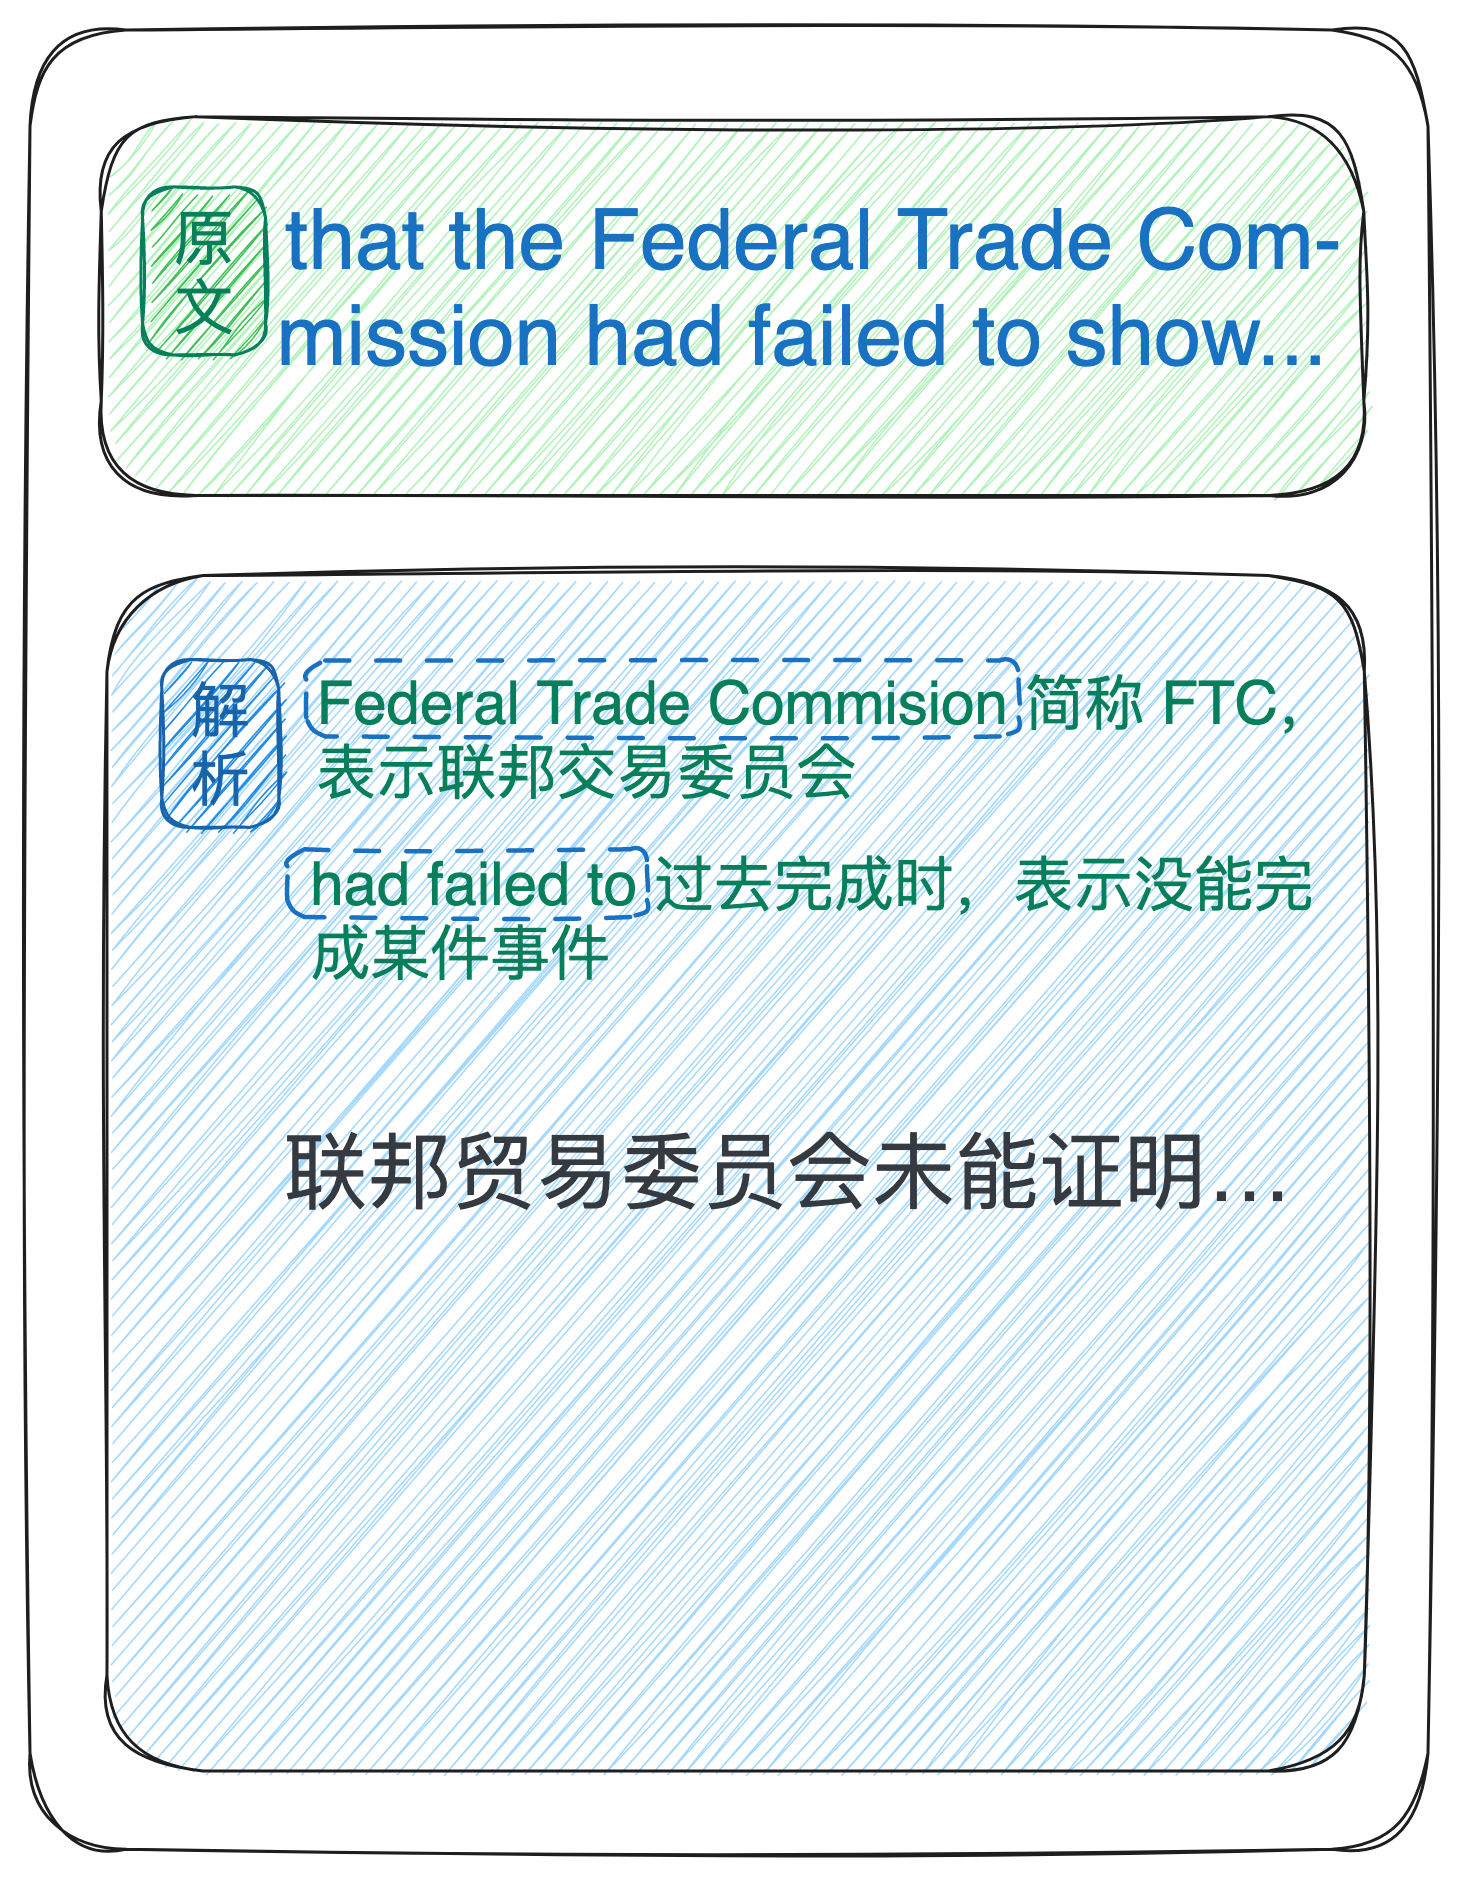 原文
that the Federal Trade Com-
mission had failed to show...
解析
Federal Trade Commision 简称 FTC，
表示联邦交易委员会
had failed to 过去完成时，表示没能完
成某件事件
联邦贸易委员会未能证明...